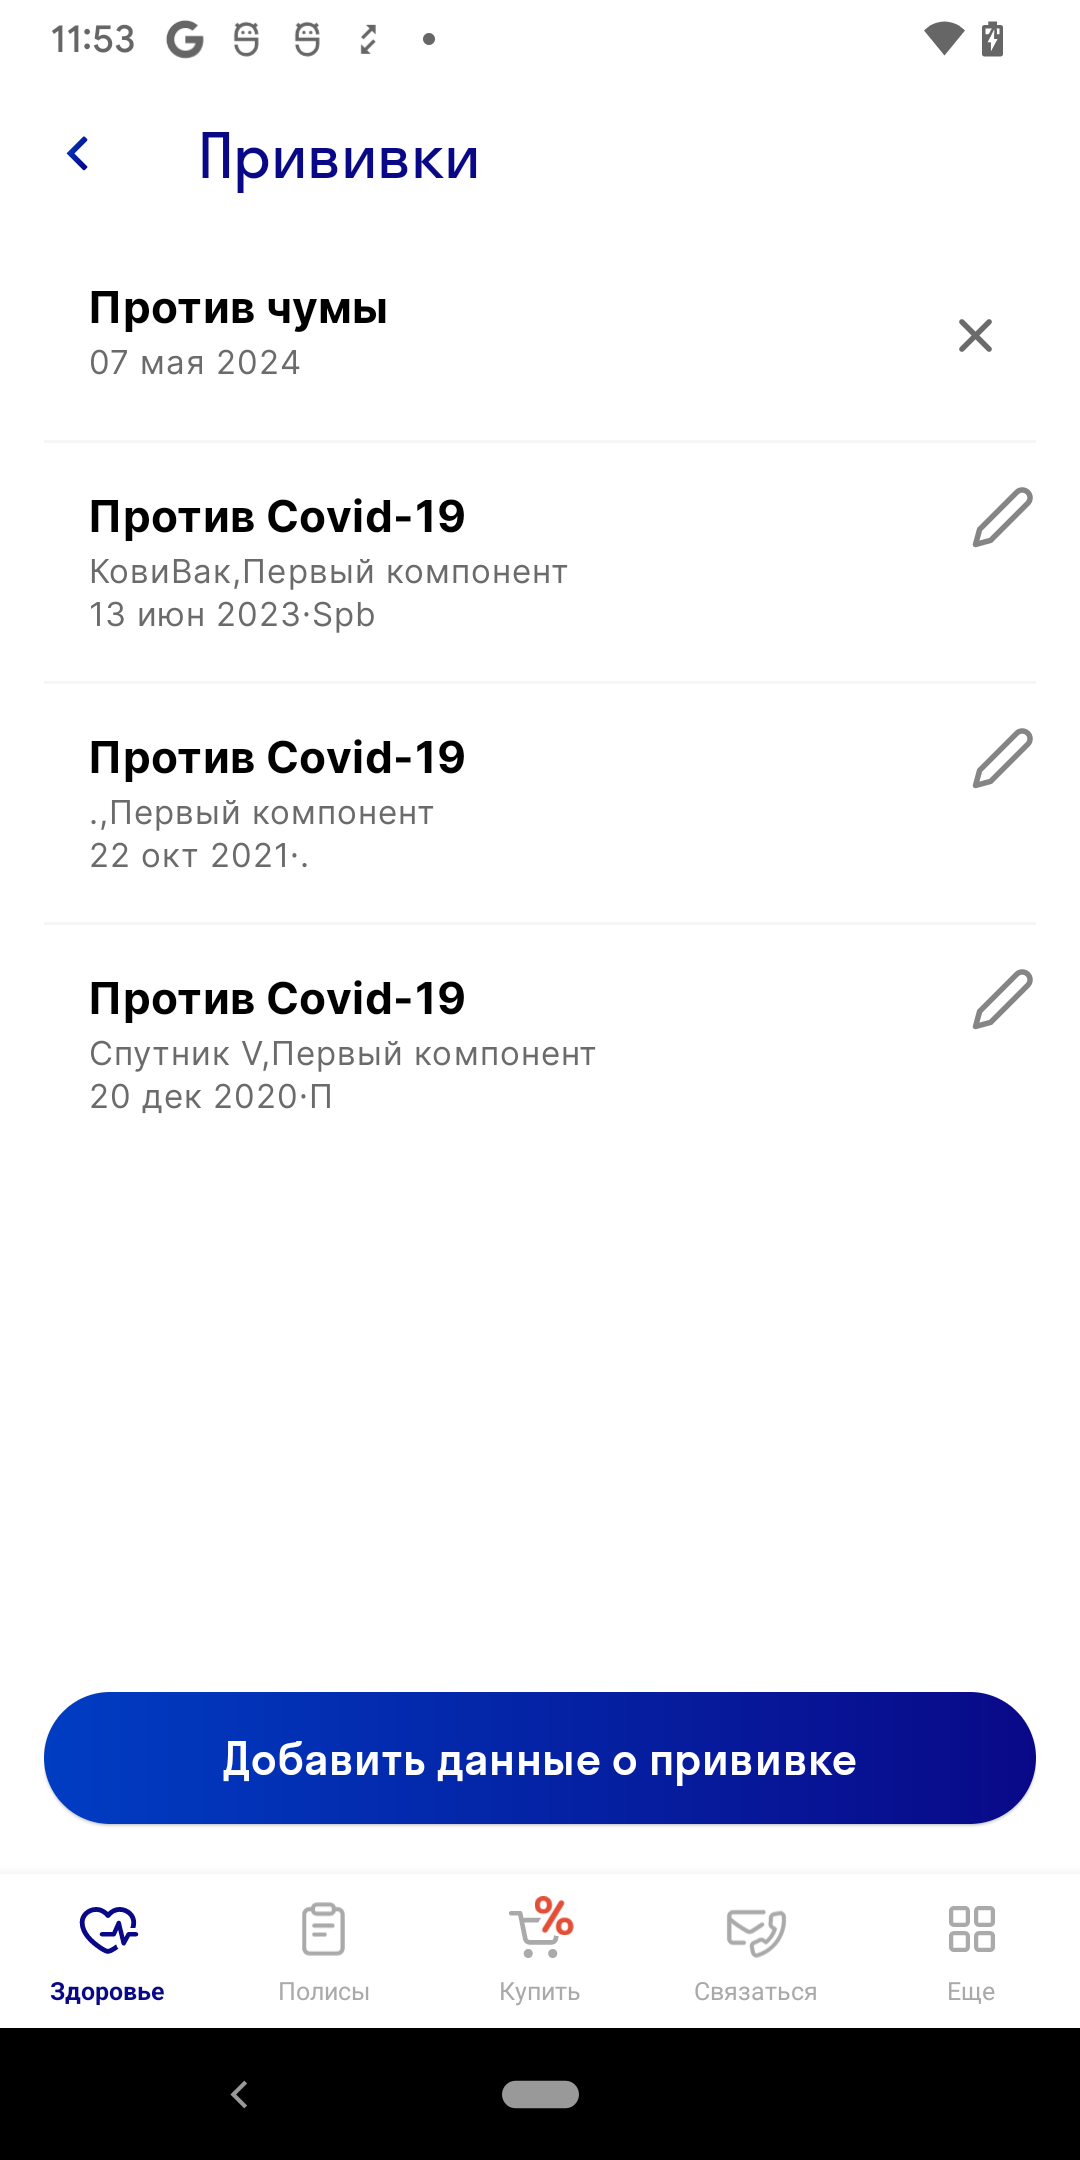 11:53
Прививки
Против чумы
07 мая 2024
Против Covid-19
КовиВак,Первый компонент
13 июн 2023·Spb
Против Covid-19
.,Первый компонент
22 окт 2021·.
Против Covid-19
Спутник V,Первый компонент
20 дек 2020·П
Добавить данные о прививке
%
Здоровье
Полисы
Купить
Связаться
Еще